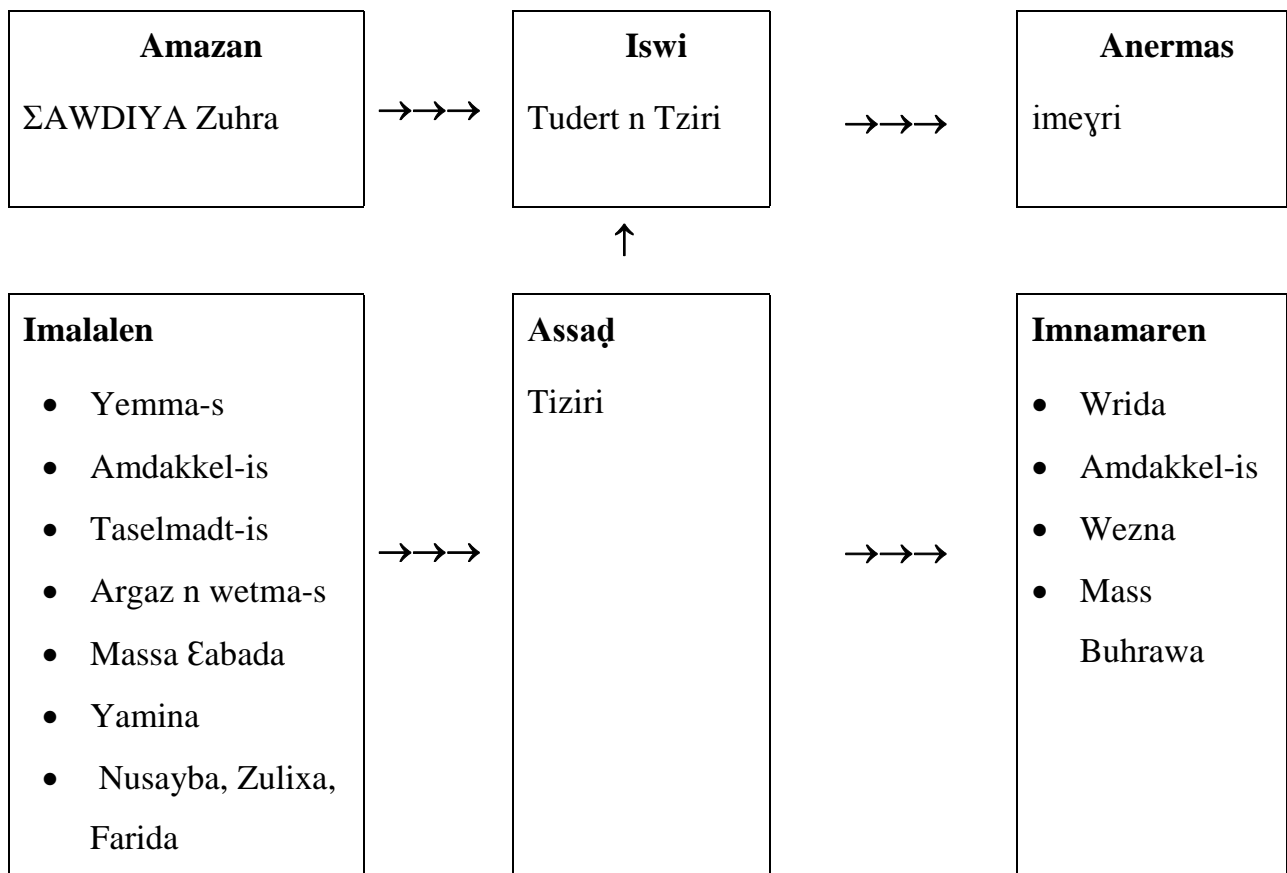 Amazan
ΣAWDIYA Zuhra
→→→
Iswi
Tudert n Tziri
→→→
Anermas
imeɣri
↑
Imalalen
• Yemma-s
• Amdakkel-is
• Taselmadt-is
• Argaz n wetma-s
• Massa Ɛabada
• Yamina
• Nusayba, Zulixa,
Farida
→→→
Assaḍ
Tiziri
→→→
Imnamaren
• Wrida
• Amdakkel-is
• Wezna
• Mass
Buhrawa